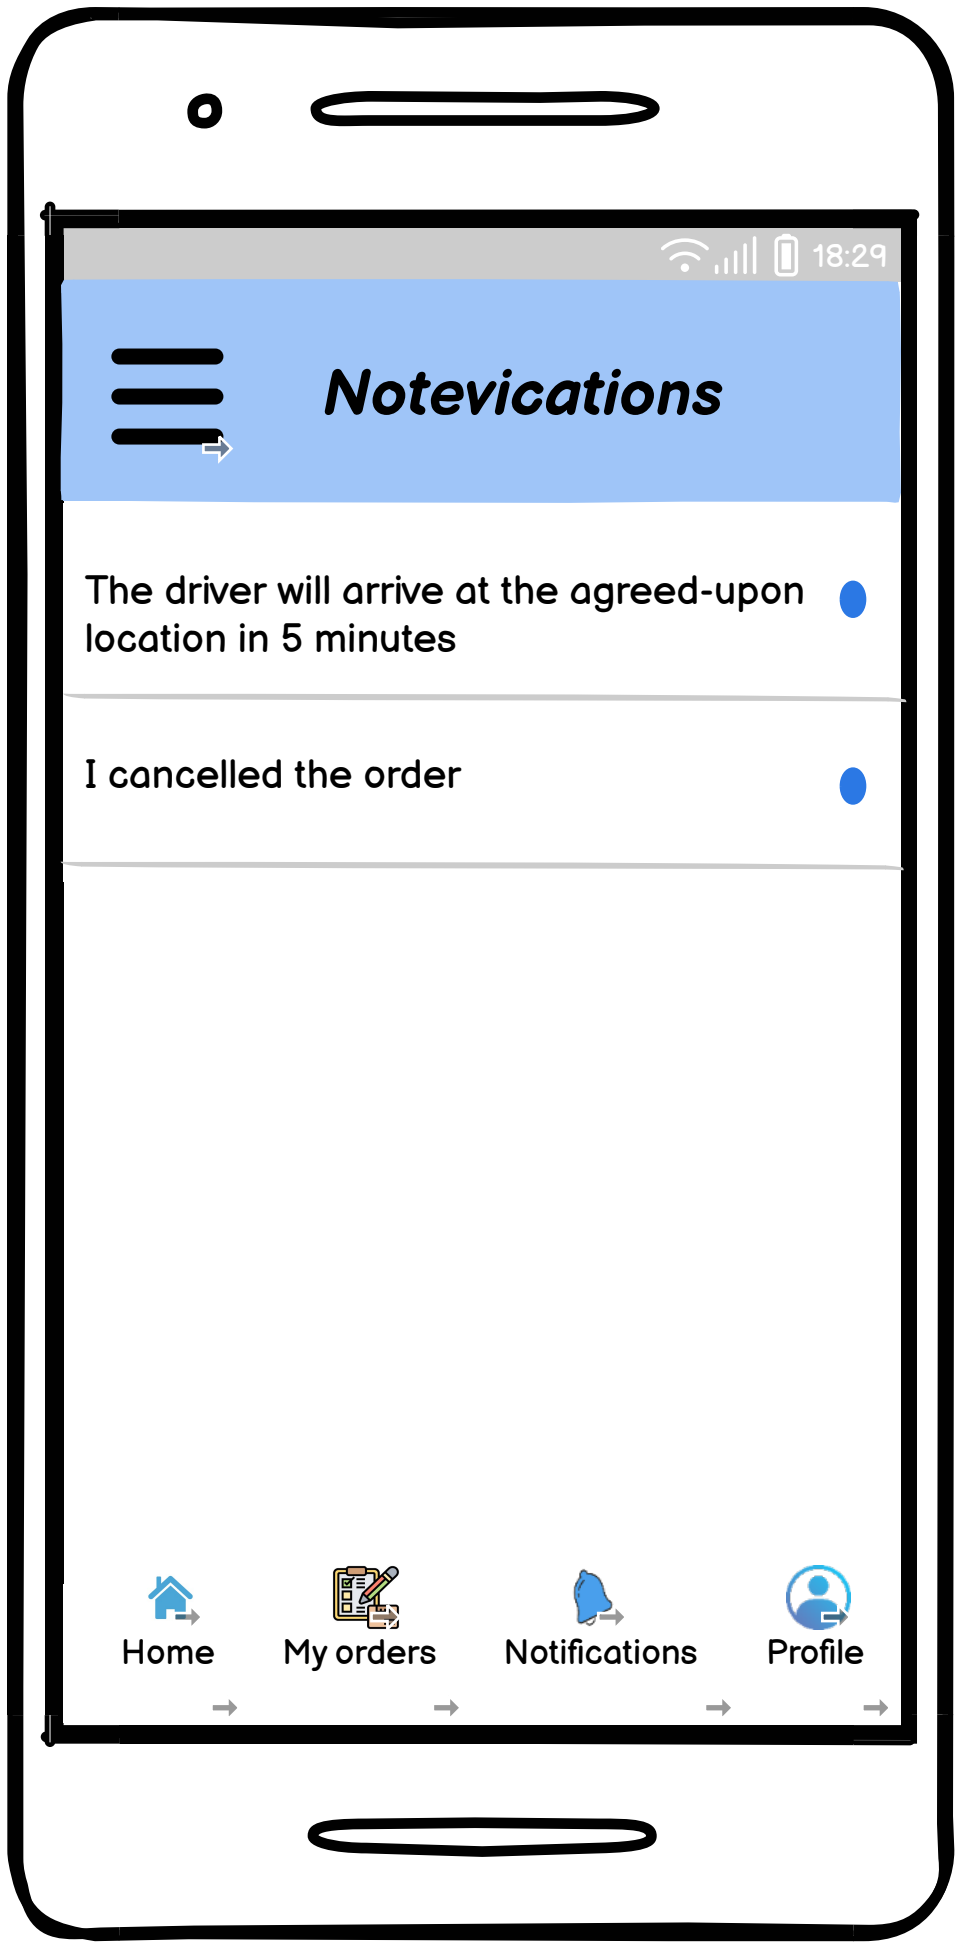 18:29
Notevications
The driver will arrive at the agreed-upon
location in 5 minutes
I cancelled the order
Home
My orders
Notifications
Profile